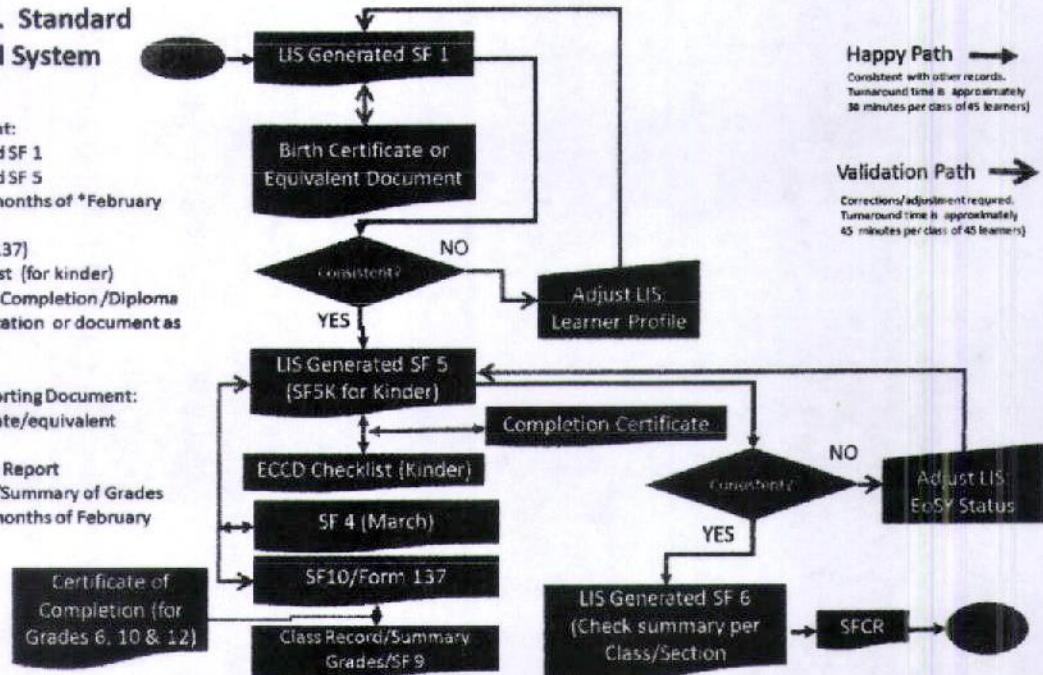 . Standard
l System
nt:
d SF 1
d SF 5
months of *February
137)
st (for kinder)
Completion/Diploma
ation or document as
orting Document:
ate/equivalent
Report
/Summary of Grades
months of February
LIS Generated SF 1
Birth Certificate or
Equivalent Document
Consistent?
NO
YES
Adjust LIS
Learner Profile
Happy Path
Consistent with other records.
Turnaround time is approximately
30 minutes per class of 45 learners)
Validation Path
Corrections/adjustment required.
Turnaround time is approximately
45 minutes per class of 45 learners)
LIS Generated SF 5
(SF5K for Kinder)
Completion Certificate
ECCD Checklist (Kinder)
SF 4 (March)
SF10/Form 137
Certificate of
Completion (for
Grades 6, 10 & 12)
Class Record/Summary
Grades/SF 9
Consistent?
NO
YES
Adjust LIS
EoSY Status
LIS Generated SF 6
(Check summary per
Class/Section
SFCR